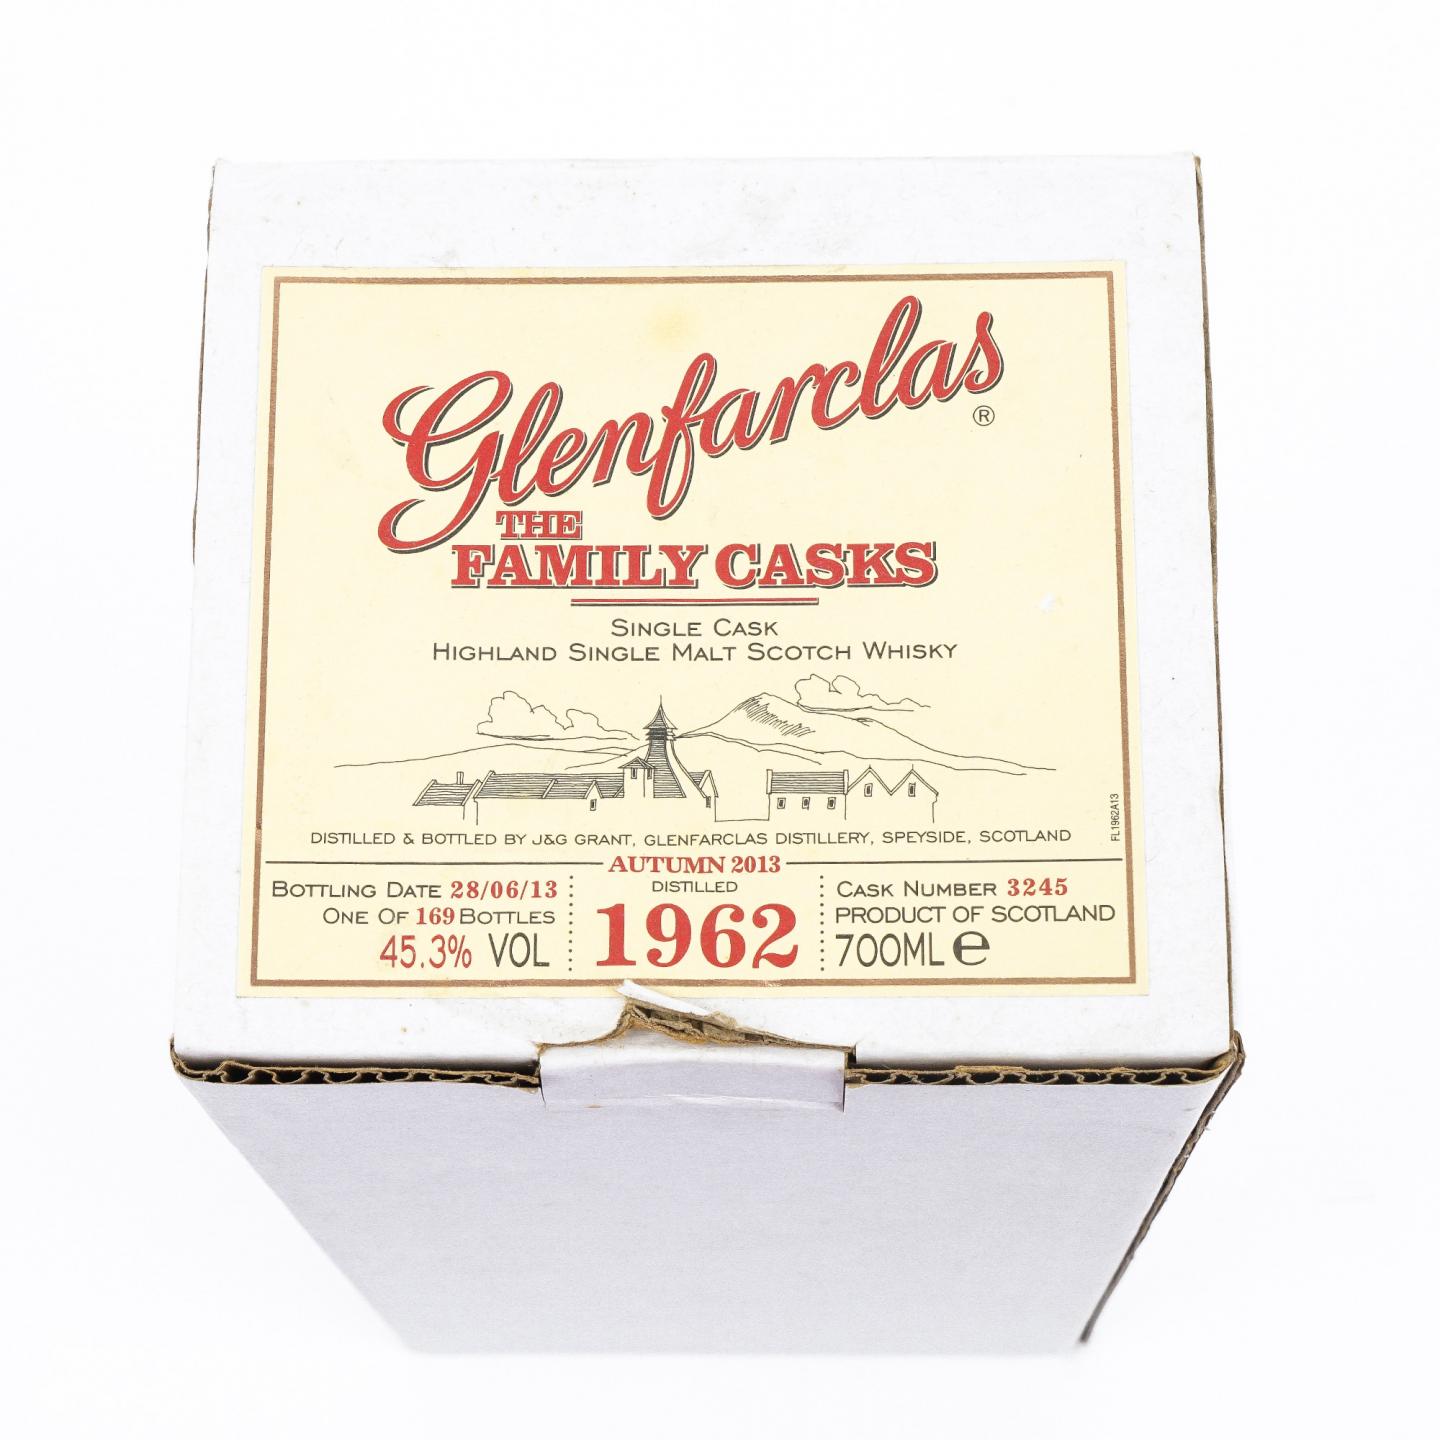 Glenfarclas ®
THE
FAMILY CASKS
SINGLE CASK
HIGHLAND SINGLE MALT SCOTCH WHISKY
FL1962A13
DISTILLED & BOTTLED BY J&G GRANT, GLENFARCLAS DISTILLERY, SPEYSIDE, SCOTLAND
AUTUMN 2013
BOTTLING DATE 28/06/13
ONE OF 169 BOTTLES
45.3% VOL
DISTILLED
1962
CASK NUMBER 3245
PRODUCT OF SCOTLAND
700ML e